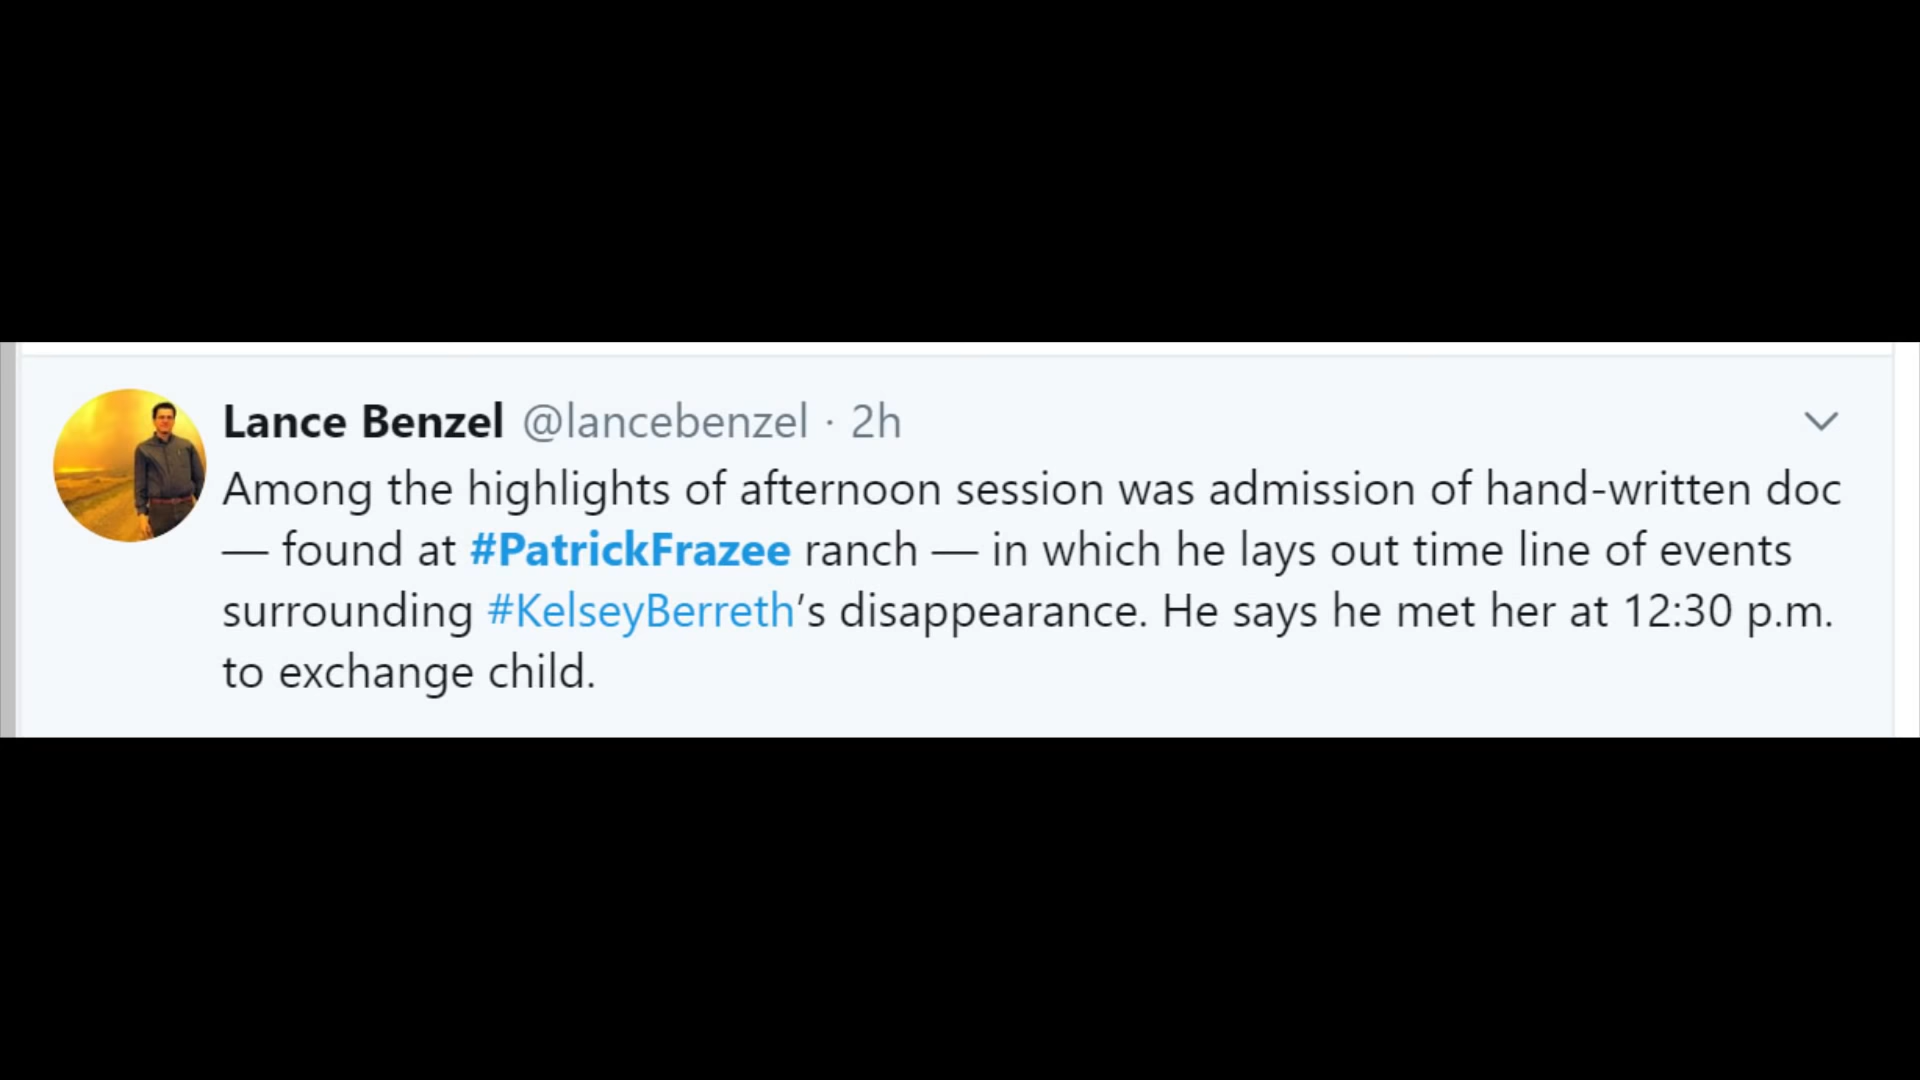 Lance Benzel @lancebenzel · 2h
Among the highlights of afternoon session was admission of hand-written doc
— found at #PatrickFrazee ranch — in which he lays out time line of events
surrounding #KelseyBerreth’s disappearance. He says he met her at 12:30 p.m.
to exchange child.